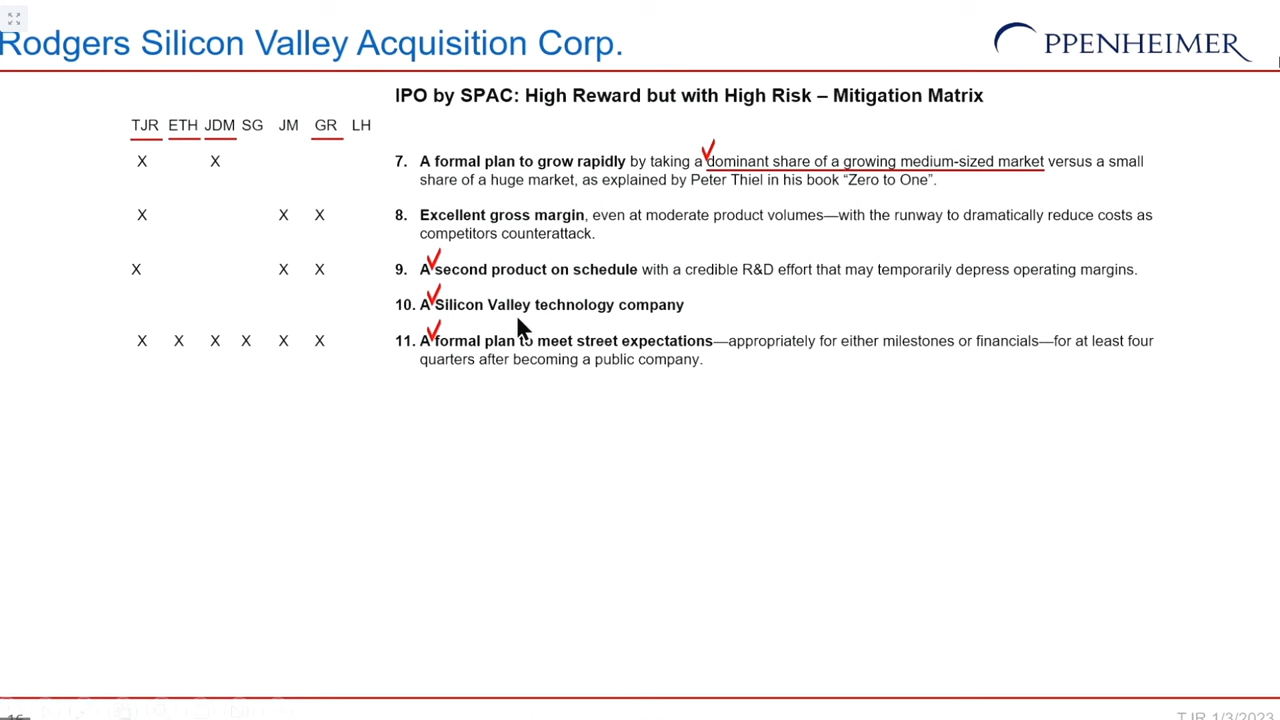 Rodgers Silicon Valley Acquisition Corp.
PPENHEIMER
IPO by SPAC: High Reward but with High Risk – Mitigation Matrix
TJR ETH JDM SG JM GR LH
X X 7. A formal plan to grow rapidly by taking a dominant share of a growing medium-sized market versus a small
share of a huge market, as explained by Peter Thiel in his book “Zero to One”.
X X X 8. Excellent gross margin, even at moderate product volumes—with the runway to dramatically reduce costs as
competitors counterattack.
X X X 9. A second product on schedule with a credible R&D effort that may temporarily depress operating margins.
10. A Silicon Valley technology company
X X X X X X 11. A formal plan to meet street expectations—appropriately for either milestones or financials—for at least four
quarters after becoming a public company.
16
TJR 1/3/2023